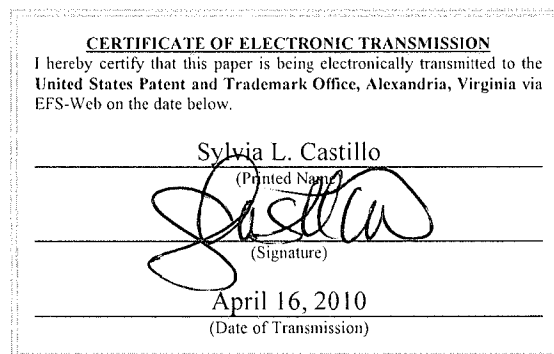 CERTIFICATE OF ELECTRONIC TRANSMISSION
I hereby certify that this paper is being electronically transmitted to the
United States Patent and Trademark Office, Alexandria, Virginia via
EFS-Web on the date below.
Sylvia L. Castillo
(Printed Name)
(Signature)
April 16, 2010
(Date of Transmission)